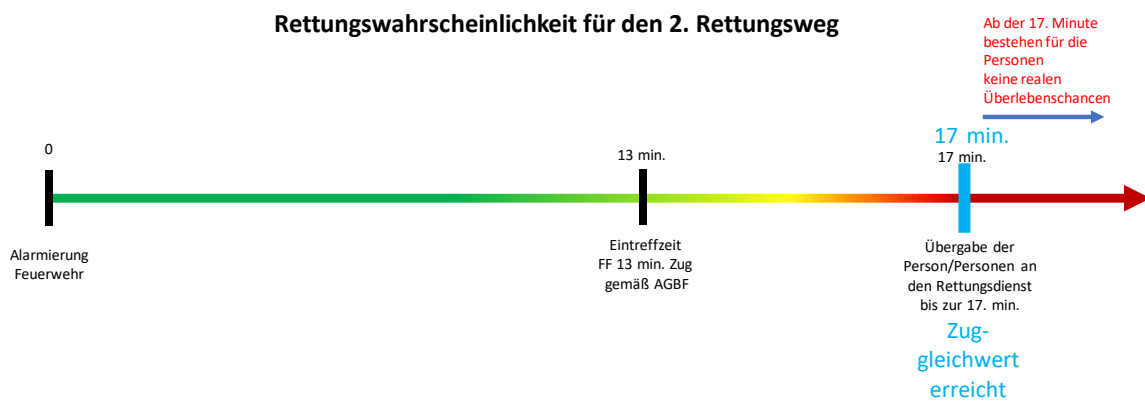 Rettungswahrscheinlichkeit für den 2. Rettungsweg
Ab der 17. Minute
bestehen für die
Personen
keine realen
Überlebenschancen
17 min.
0
13 min.
17 min.
Alarmierung
Feuerwehr
Eintreffzeit
FF 13 min. Zug
gemäß AGBF
Übergabe der
Person/Personen an
den Rettungsdienst
bis zur 17. min.
Zug-
gleichwert
erreicht